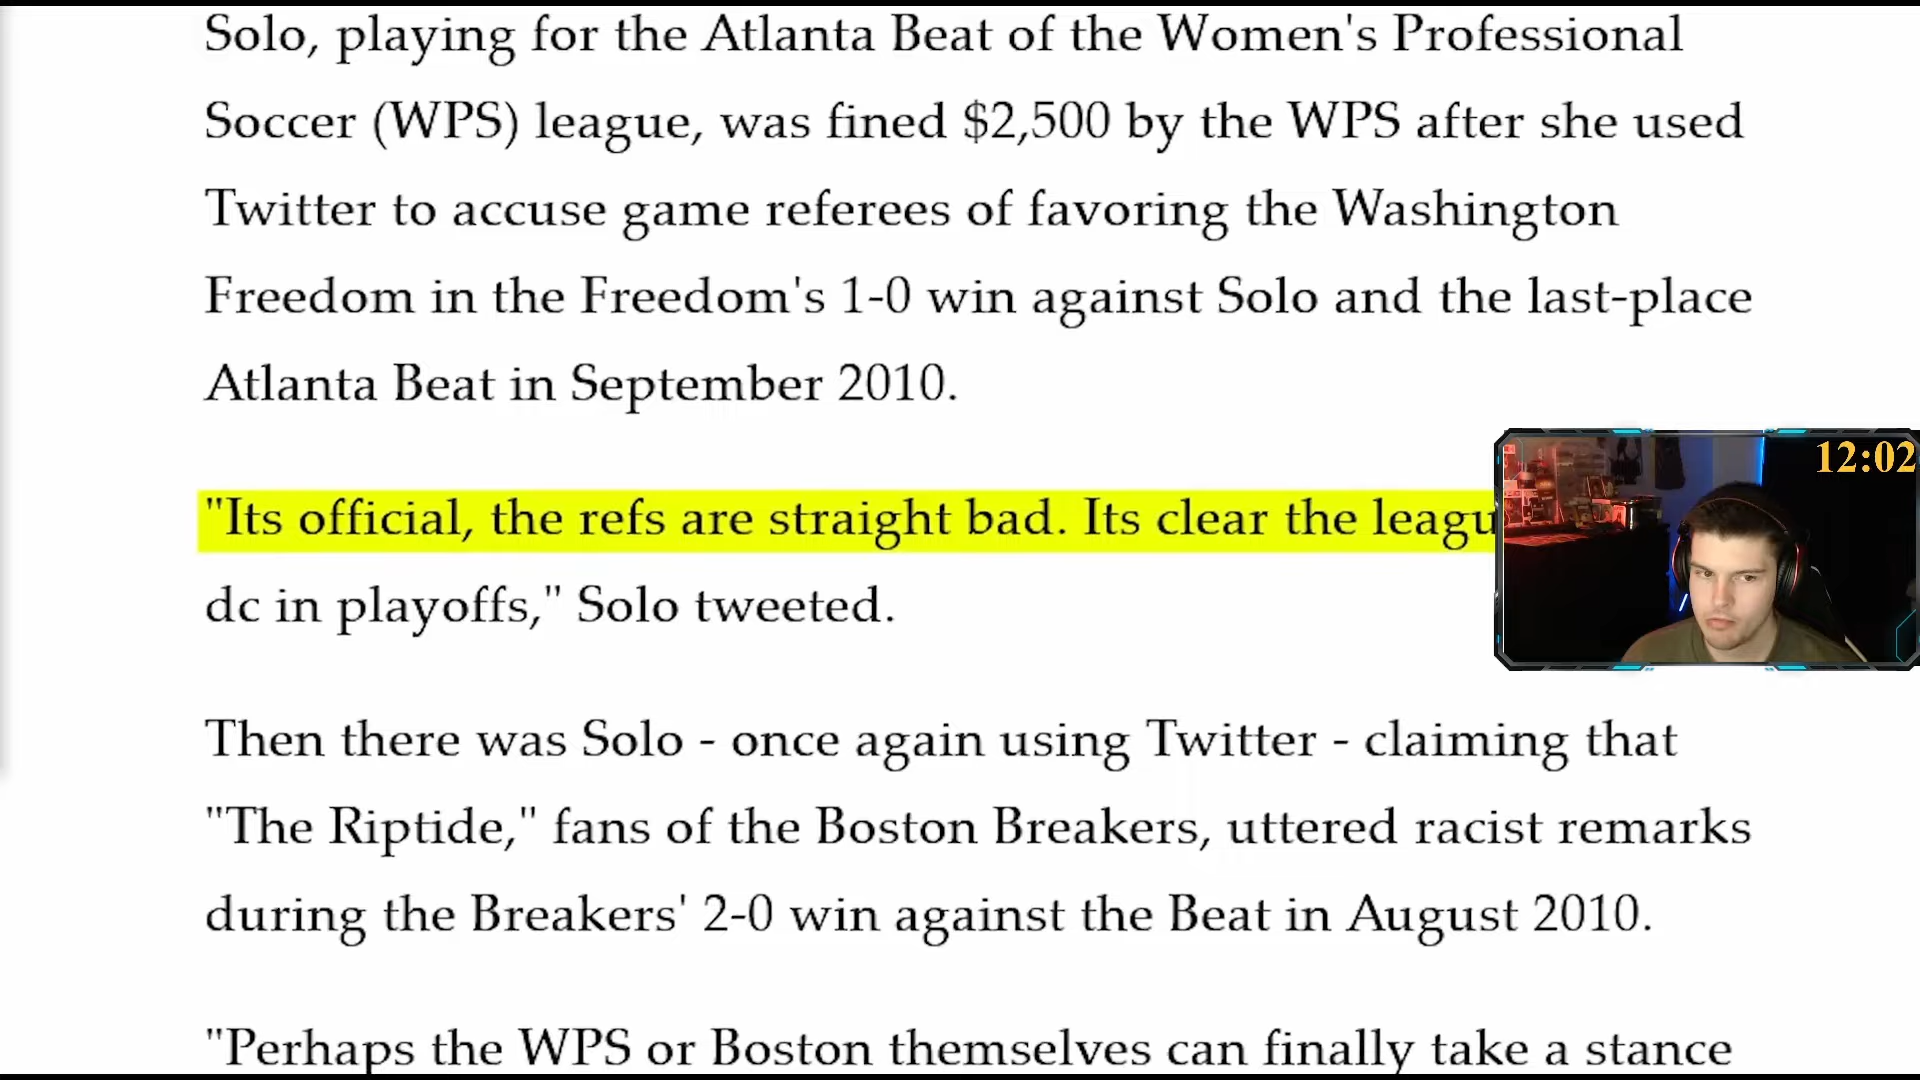 Solo, playing for the Atlanta Beat of the Women's Professional
Soccer (WPS) league, was fined $2,500 by the WPS after she used
Twitter to accuse game referees of favoring the Washington
Freedom in the Freedom's 1-0 win against Solo and the last-place
Atlanta Beat in September 2010.
"Its official, the refs are straight bad. Its clear the
dc in playoffs," Solo tweeted.
Then there was Solo - once again using Twitter - claiming that
"The Riptide," fans of the Boston Breakers, uttered racist remarks
during the Breakers' 2-0 win against the Beat in August 2010.
"Perhaps the WPS or Boston themselves can finally take a stance
12:02